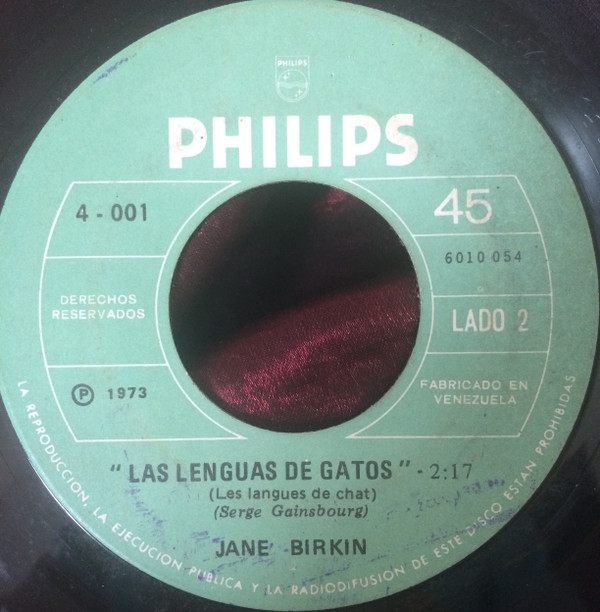 PHILIPS
PHILIPS
4 - 001
45
6010 054
DERECHOS
RESERVADOS
LADO 2
℗ 1973
FABRICADO EN
VENEZUELA
" LAS LENGUAS DE GATOS " - 2:17
(Les langues de chat)
(Serge Gainsbourg)
JANE BIRKIN
LA REPRODUCCION, LA EJECUCION PUBLICA Y LA RADIODIFUSION DE ESTE DISCO ESTAN PROHIBIDAS